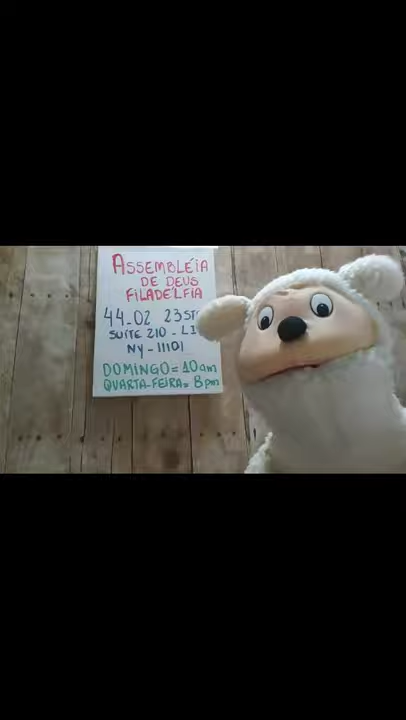 ASSEMBLÉIA
DE DEUS
FILADELFIA
44-02 23ST
SUITE 210 - LI
NY - 11101
DOMINGO = 10am
QUARTA-FEIRA = 8pm